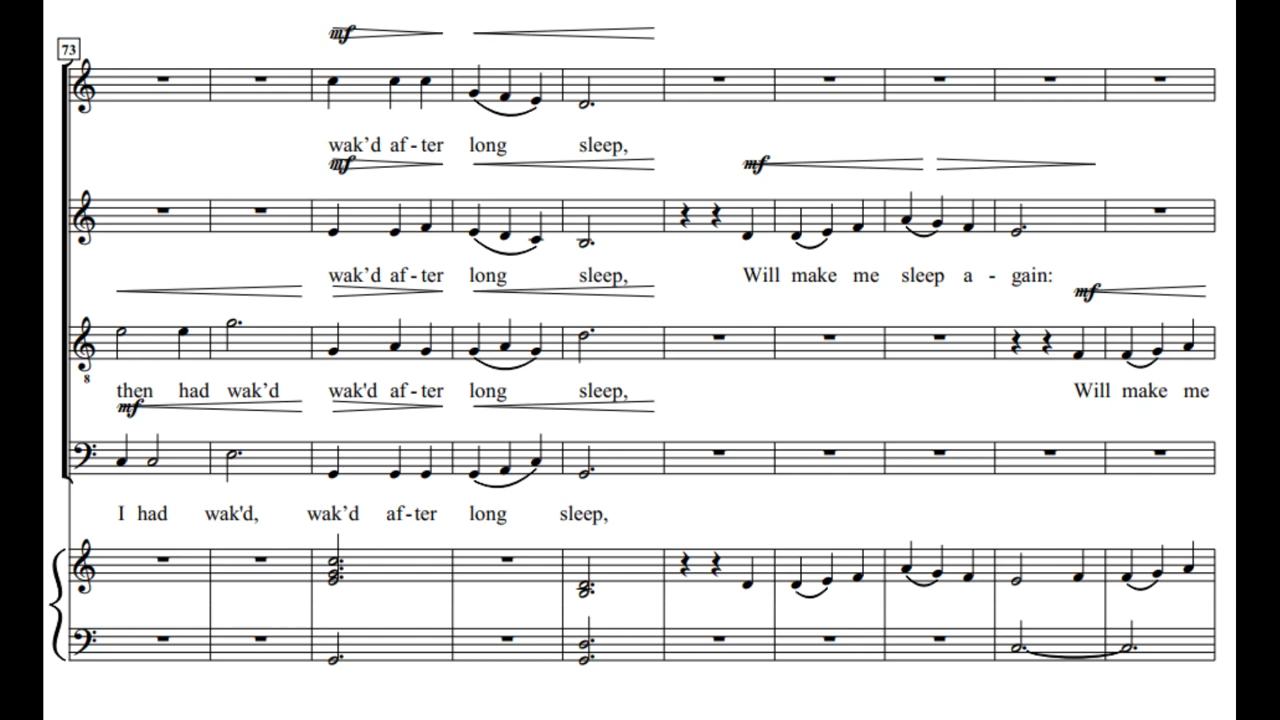 mf
73
wak’d af-ter long sleep,
mf mf
wak’d af-ter long sleep, Will make me sleep a - gain:
mf
8
then had wak’d wak'd af-ter long sleep, Will make me
mf
I had wak'd, wak’d af-ter long sleep,